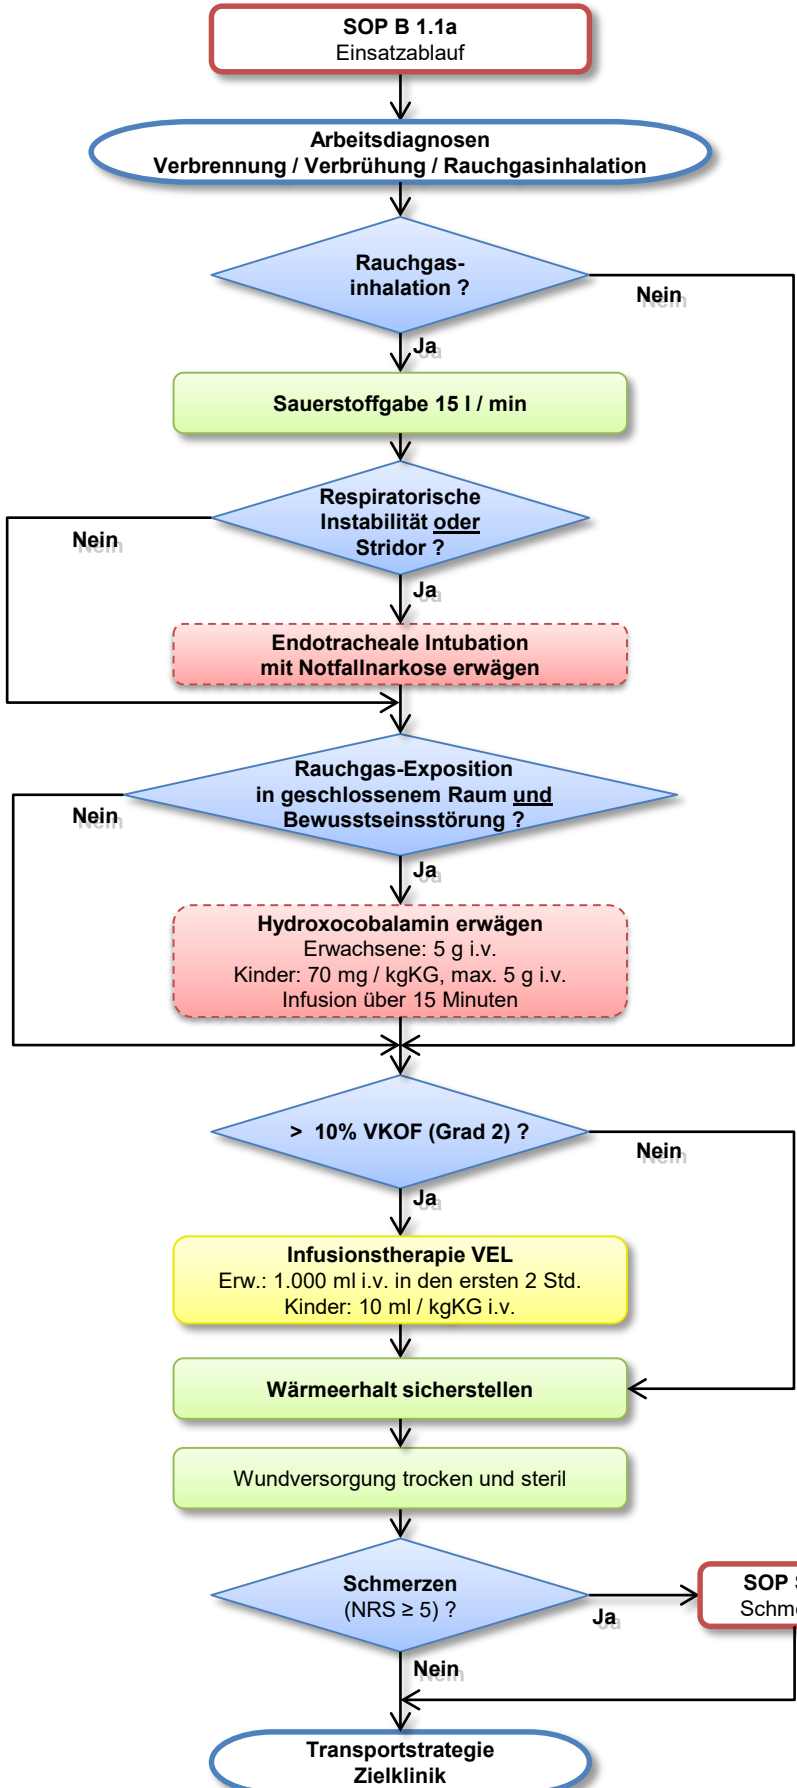 SOP B 1.1a
Einsatzablauf
Arbeitsdiagnosen
Verbrennung / Verbrühung / Rauchgasinhalation
Rauchgas-
inhalation ?
Nein
Ja
Sauerstoffgabe 15 l / min
Respiratorische
Instabilität oder
Stridor ?
Nein
Ja
Endotracheale Intubation
mit Notfallnarkose erwägen
Rauchgas-Exposition
in geschlossenem Raum und
Bewusstseinsstörung ?
Nein
Ja
Hydroxocobalamin erwägen
Erwachsene: 5 g i.v.
Kinder: 70 mg / kgKG, max. 5 g i.v.
Infusion über 15 Minuten
> 10% VKOF (Grad 2) ?
Nein
Ja
Infusionstherapie VEL
Erw.: 1.000 ml i.v. in den ersten 2 Std.
Kinder: 10 ml / kgKG i.v.
Wärmeerhalt sicherstellen
Wundversorgung trocken und steril
Schmerzen
(NRS ≥ 5) ?
Ja
SOP
Nein
Transportstrategie
Zielklinik